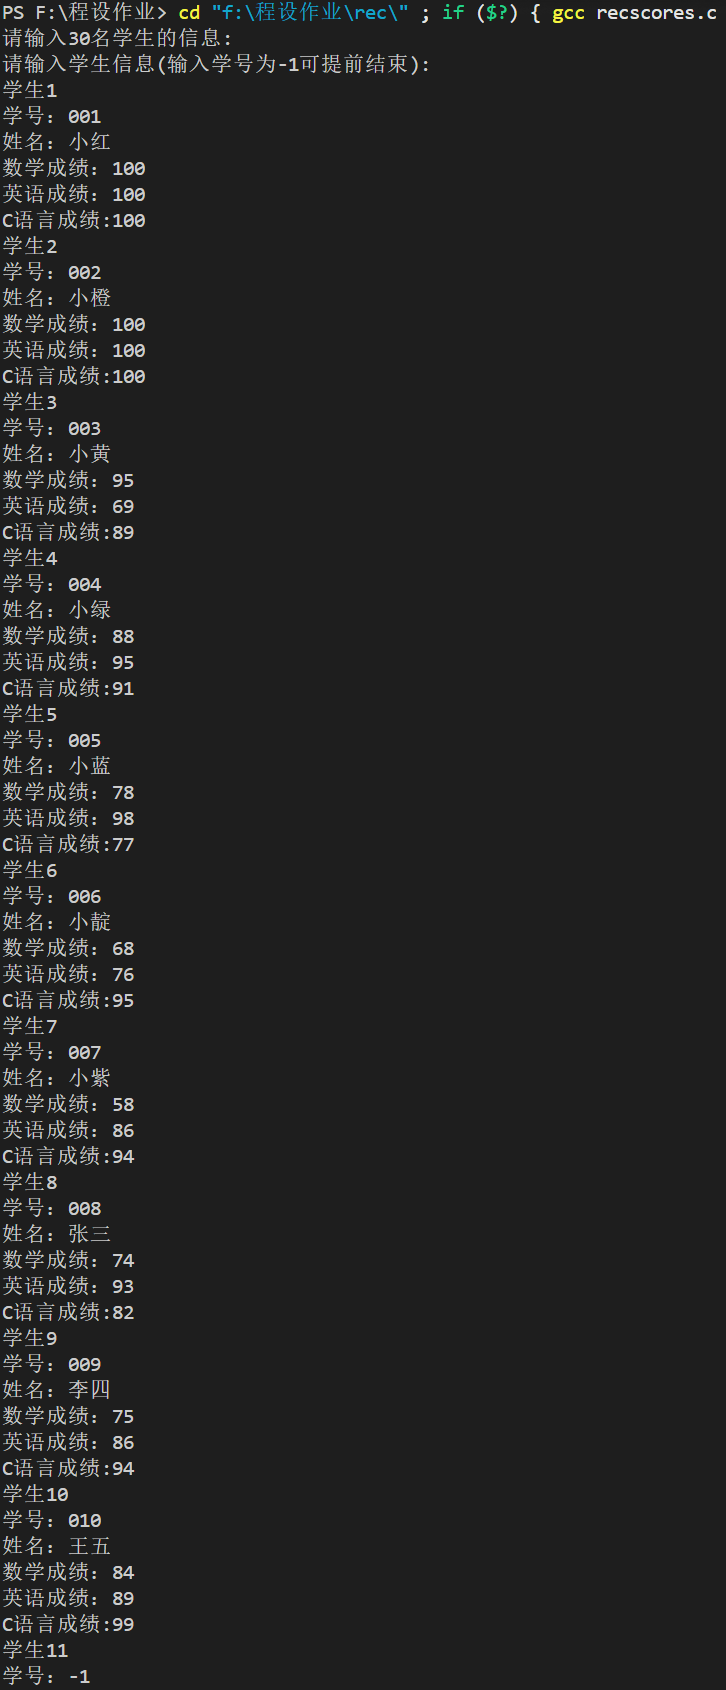 PS F:\程设作业> cd "f:\程设作业\rec\" ; if ($?) { gcc recscores.c
请输入30名学生的信息:
请输入学生信息(输入学号为-1可提前结束):
学生1
学号: 001
姓名: 小红
数学成绩: 100
英语成绩: 100
C语言成绩:100
学生2
学号: 002
姓名: 小橙
数学成绩: 100
英语成绩: 100
C语言成绩:100
学生3
学号: 003
姓名: 小黄
数学成绩: 95
英语成绩: 69
C语言成绩:89
学生4
学号: 004
姓名: 小绿
数学成绩: 88
英语成绩: 95
C语言成绩:91
学生5
学号: 005
姓名: 小蓝
数学成绩: 78
英语成绩: 98
C语言成绩:77
学生6
学号: 006
姓名: 小靛
数学成绩: 68
英语成绩: 76
C语言成绩:95
学生7
学号: 007
姓名: 小紫
数学成绩: 58
英语成绩: 86
C语言成绩:94
学生8
学号: 008
姓名: 张三
数学成绩: 74
英语成绩: 93
C语言成绩:82
学生9
学号: 009
姓名: 李四
数学成绩: 75
英语成绩: 86
C语言成绩:94
学生10
学号: 010
姓名: 王五
数学成绩: 84
英语成绩: 89
C语言成绩:99
学生11
学号: -1